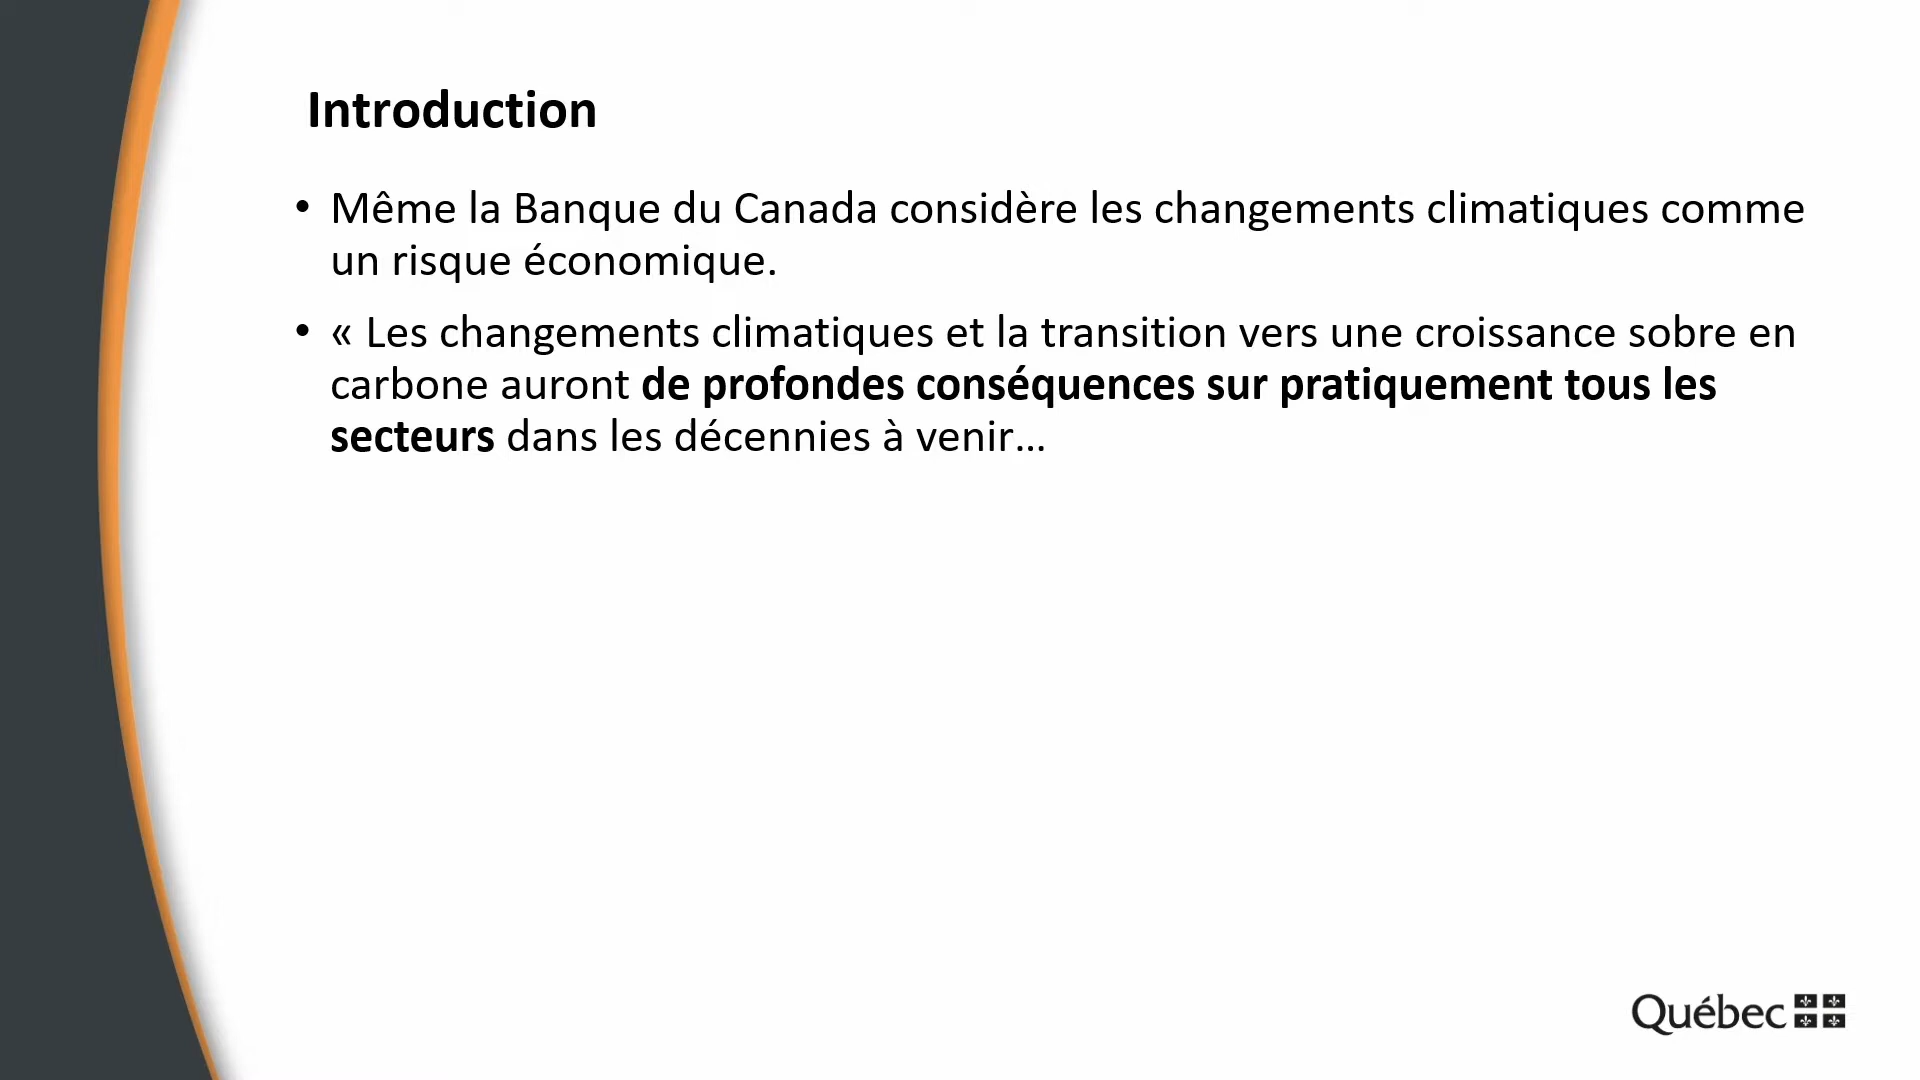 Introduction
• Même la Banque du Canada considère les changements climatiques comme
un risque économique.
• « Les changements climatiques et la transition vers une croissance sobre en
carbone auront de profondes conséquences sur pratiquement tous les
secteurs dans les décennies à venir…
Québec